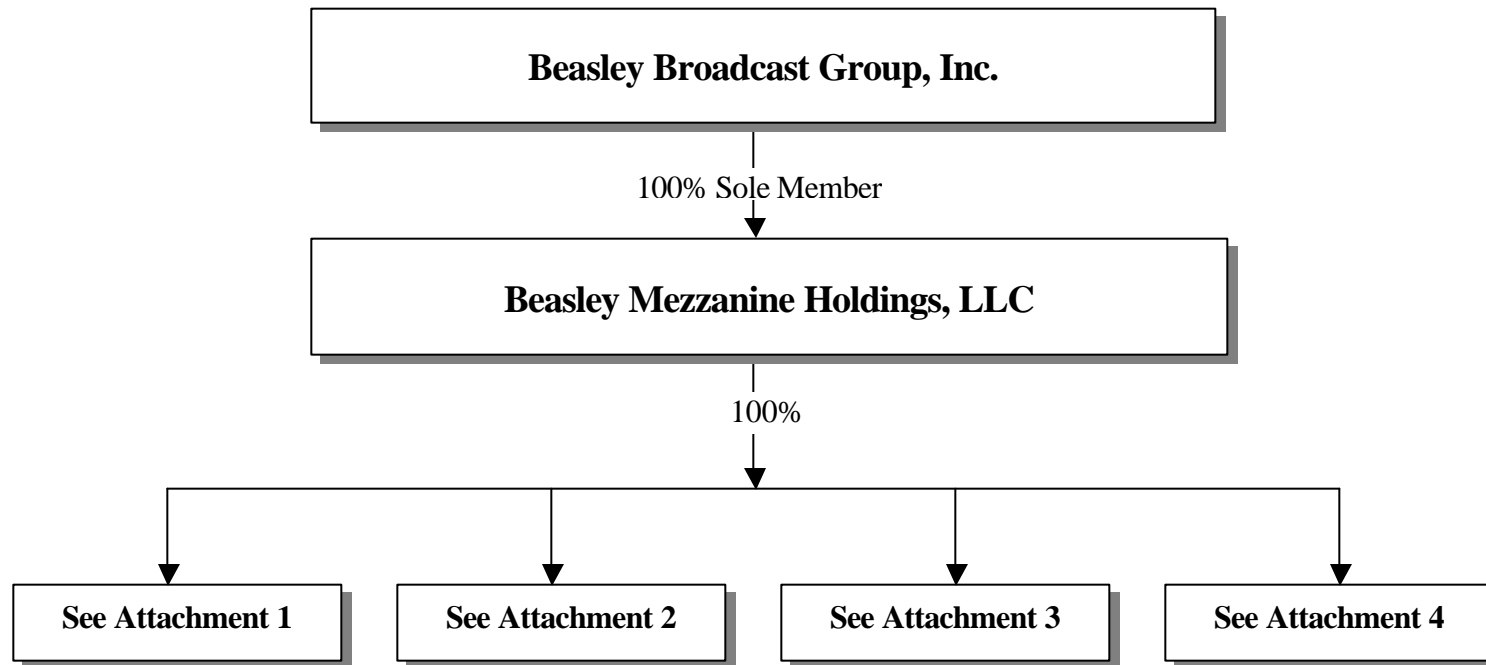 Beasley Broadcast Group, Inc.
100% Sole Member
Beasley Mezzanine Holdings, LLC
100%
See Attachment 1
See Attachment 2
See Attachment 3
See Attachment 4